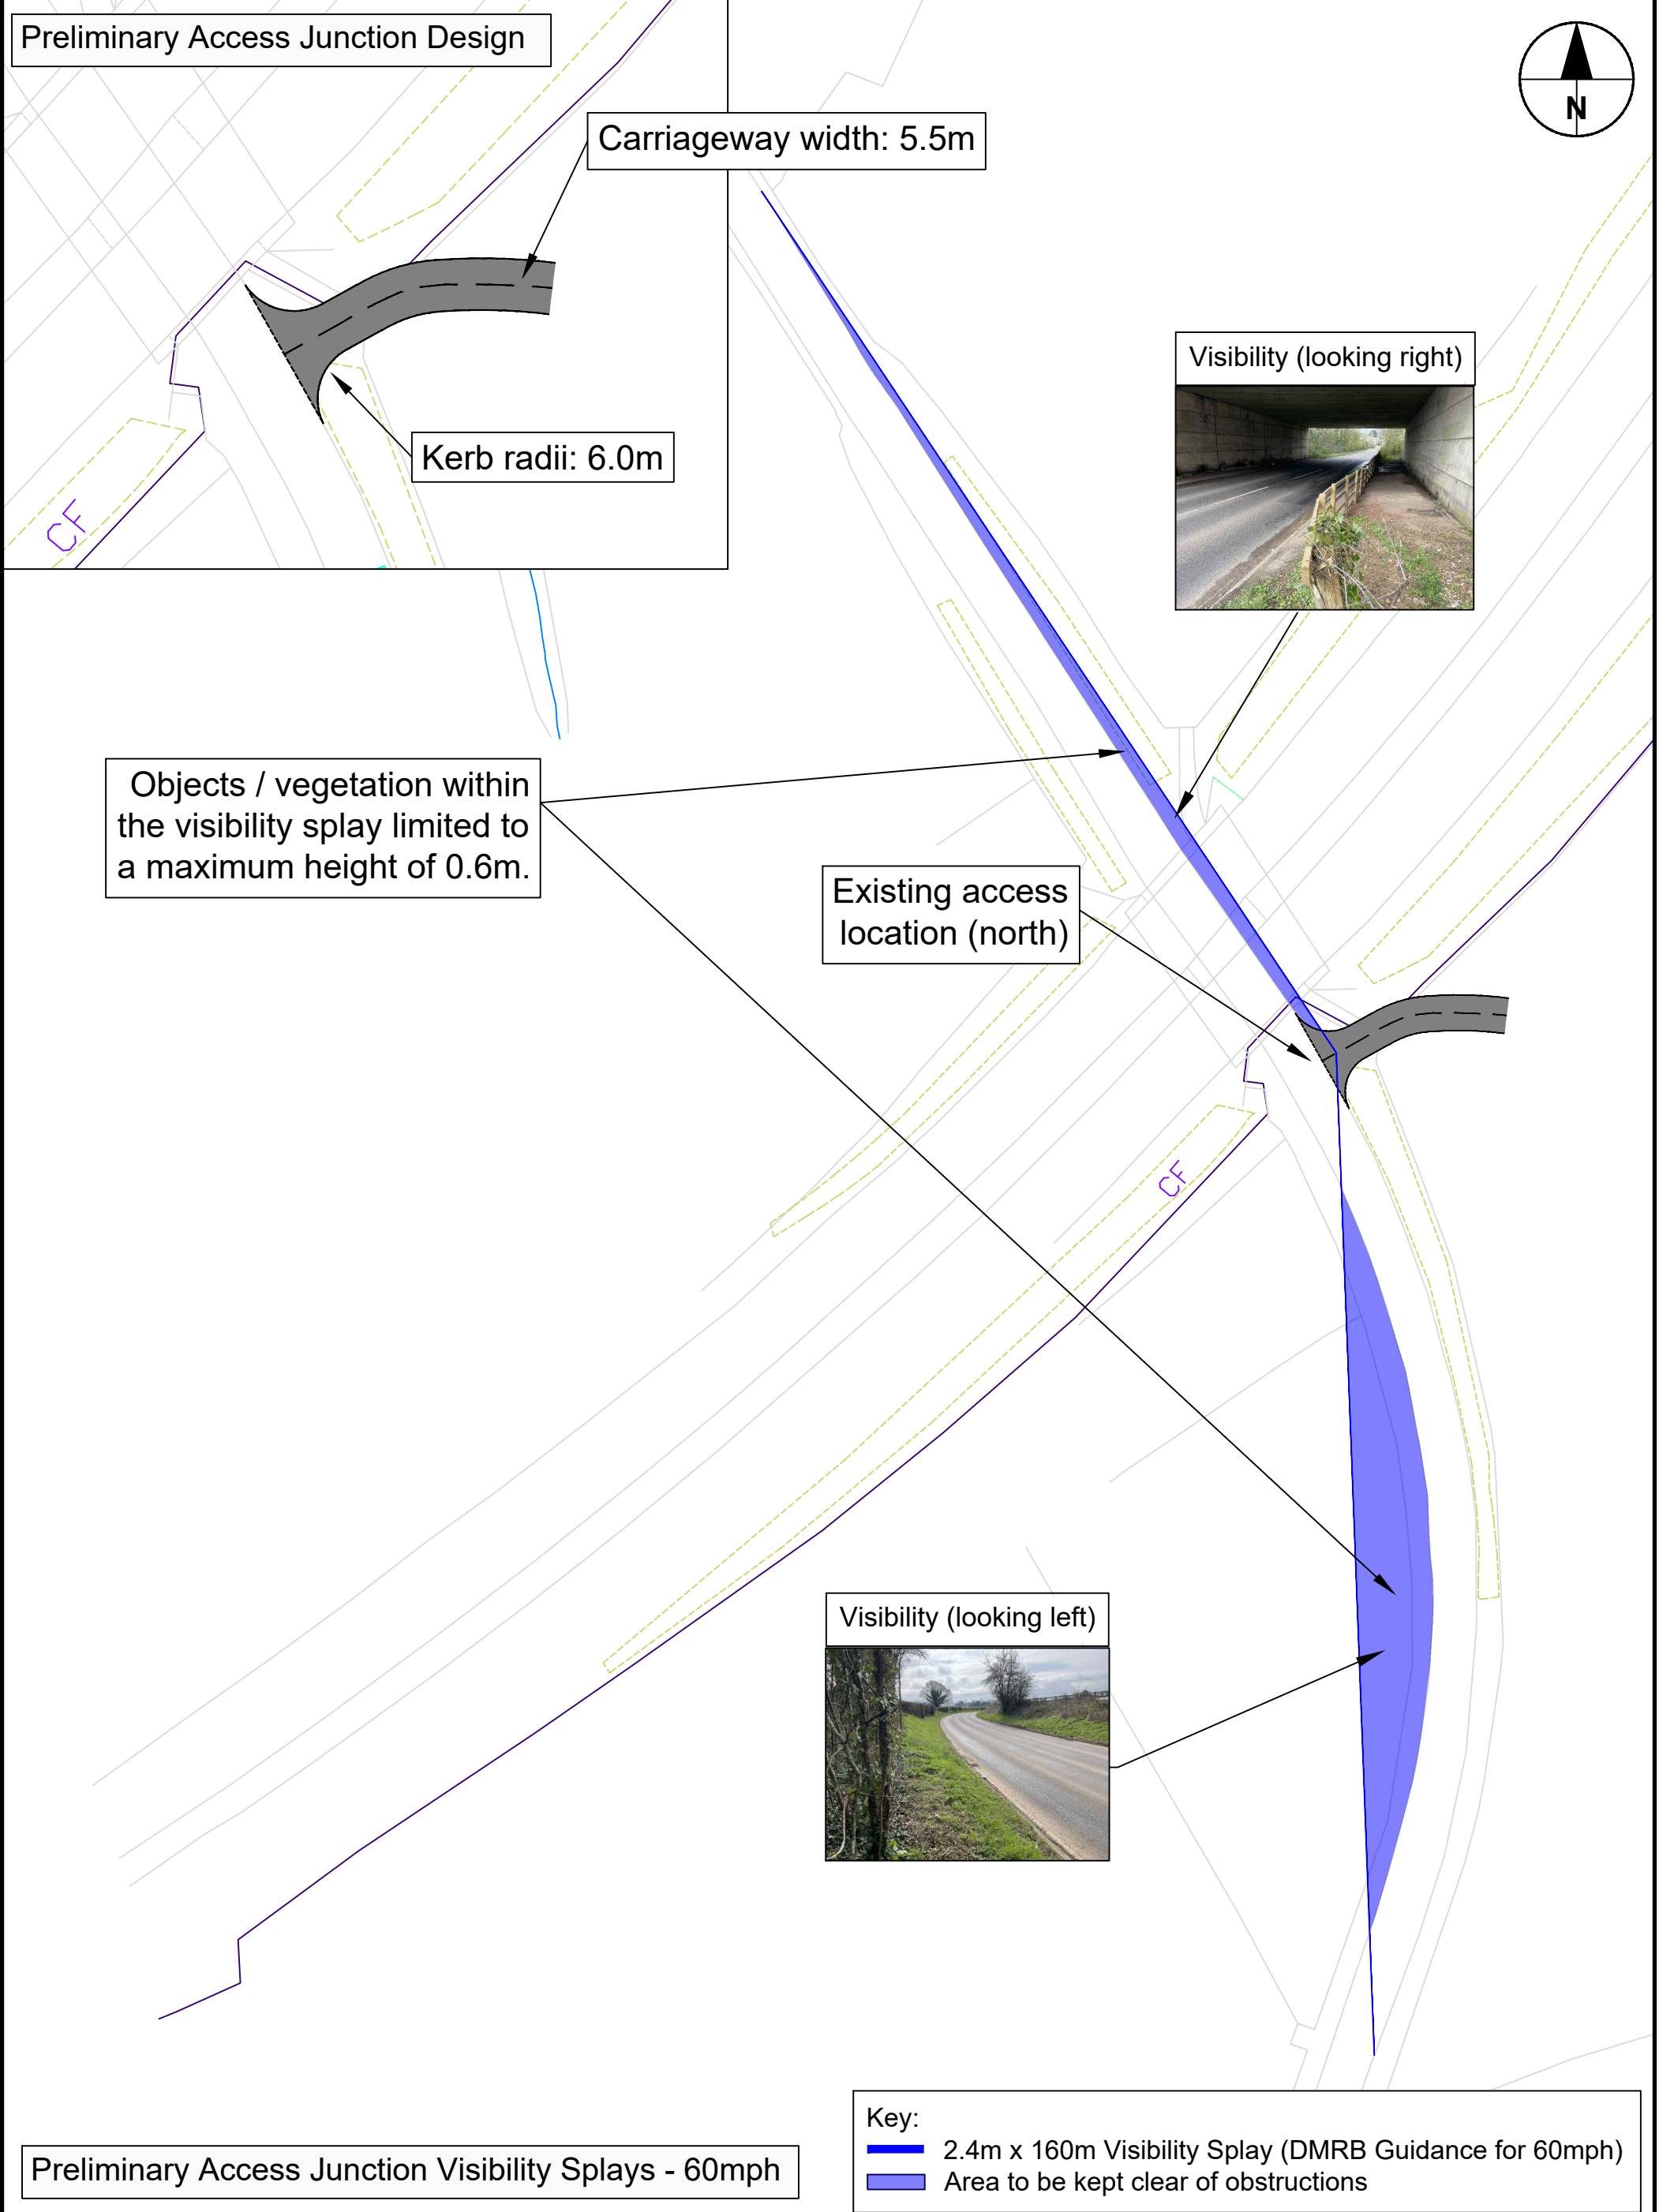 Preliminary Access Junction Design
N
Carriageway width: 5.5m
Kerb radii: 6.0m
CF
Visibility (looking right)
Objects / vegetation within
the visibility splay limited to
a maximum height of 0.6m.
Existing access
location (north)
CF
Visibility (looking left)
Key:
2.4m x 160m Visibility Splay (DMRB Guidance for 60mph)
Area to be kept clear of obstructions
Preliminary Access Junction Visibility Splays - 60mph